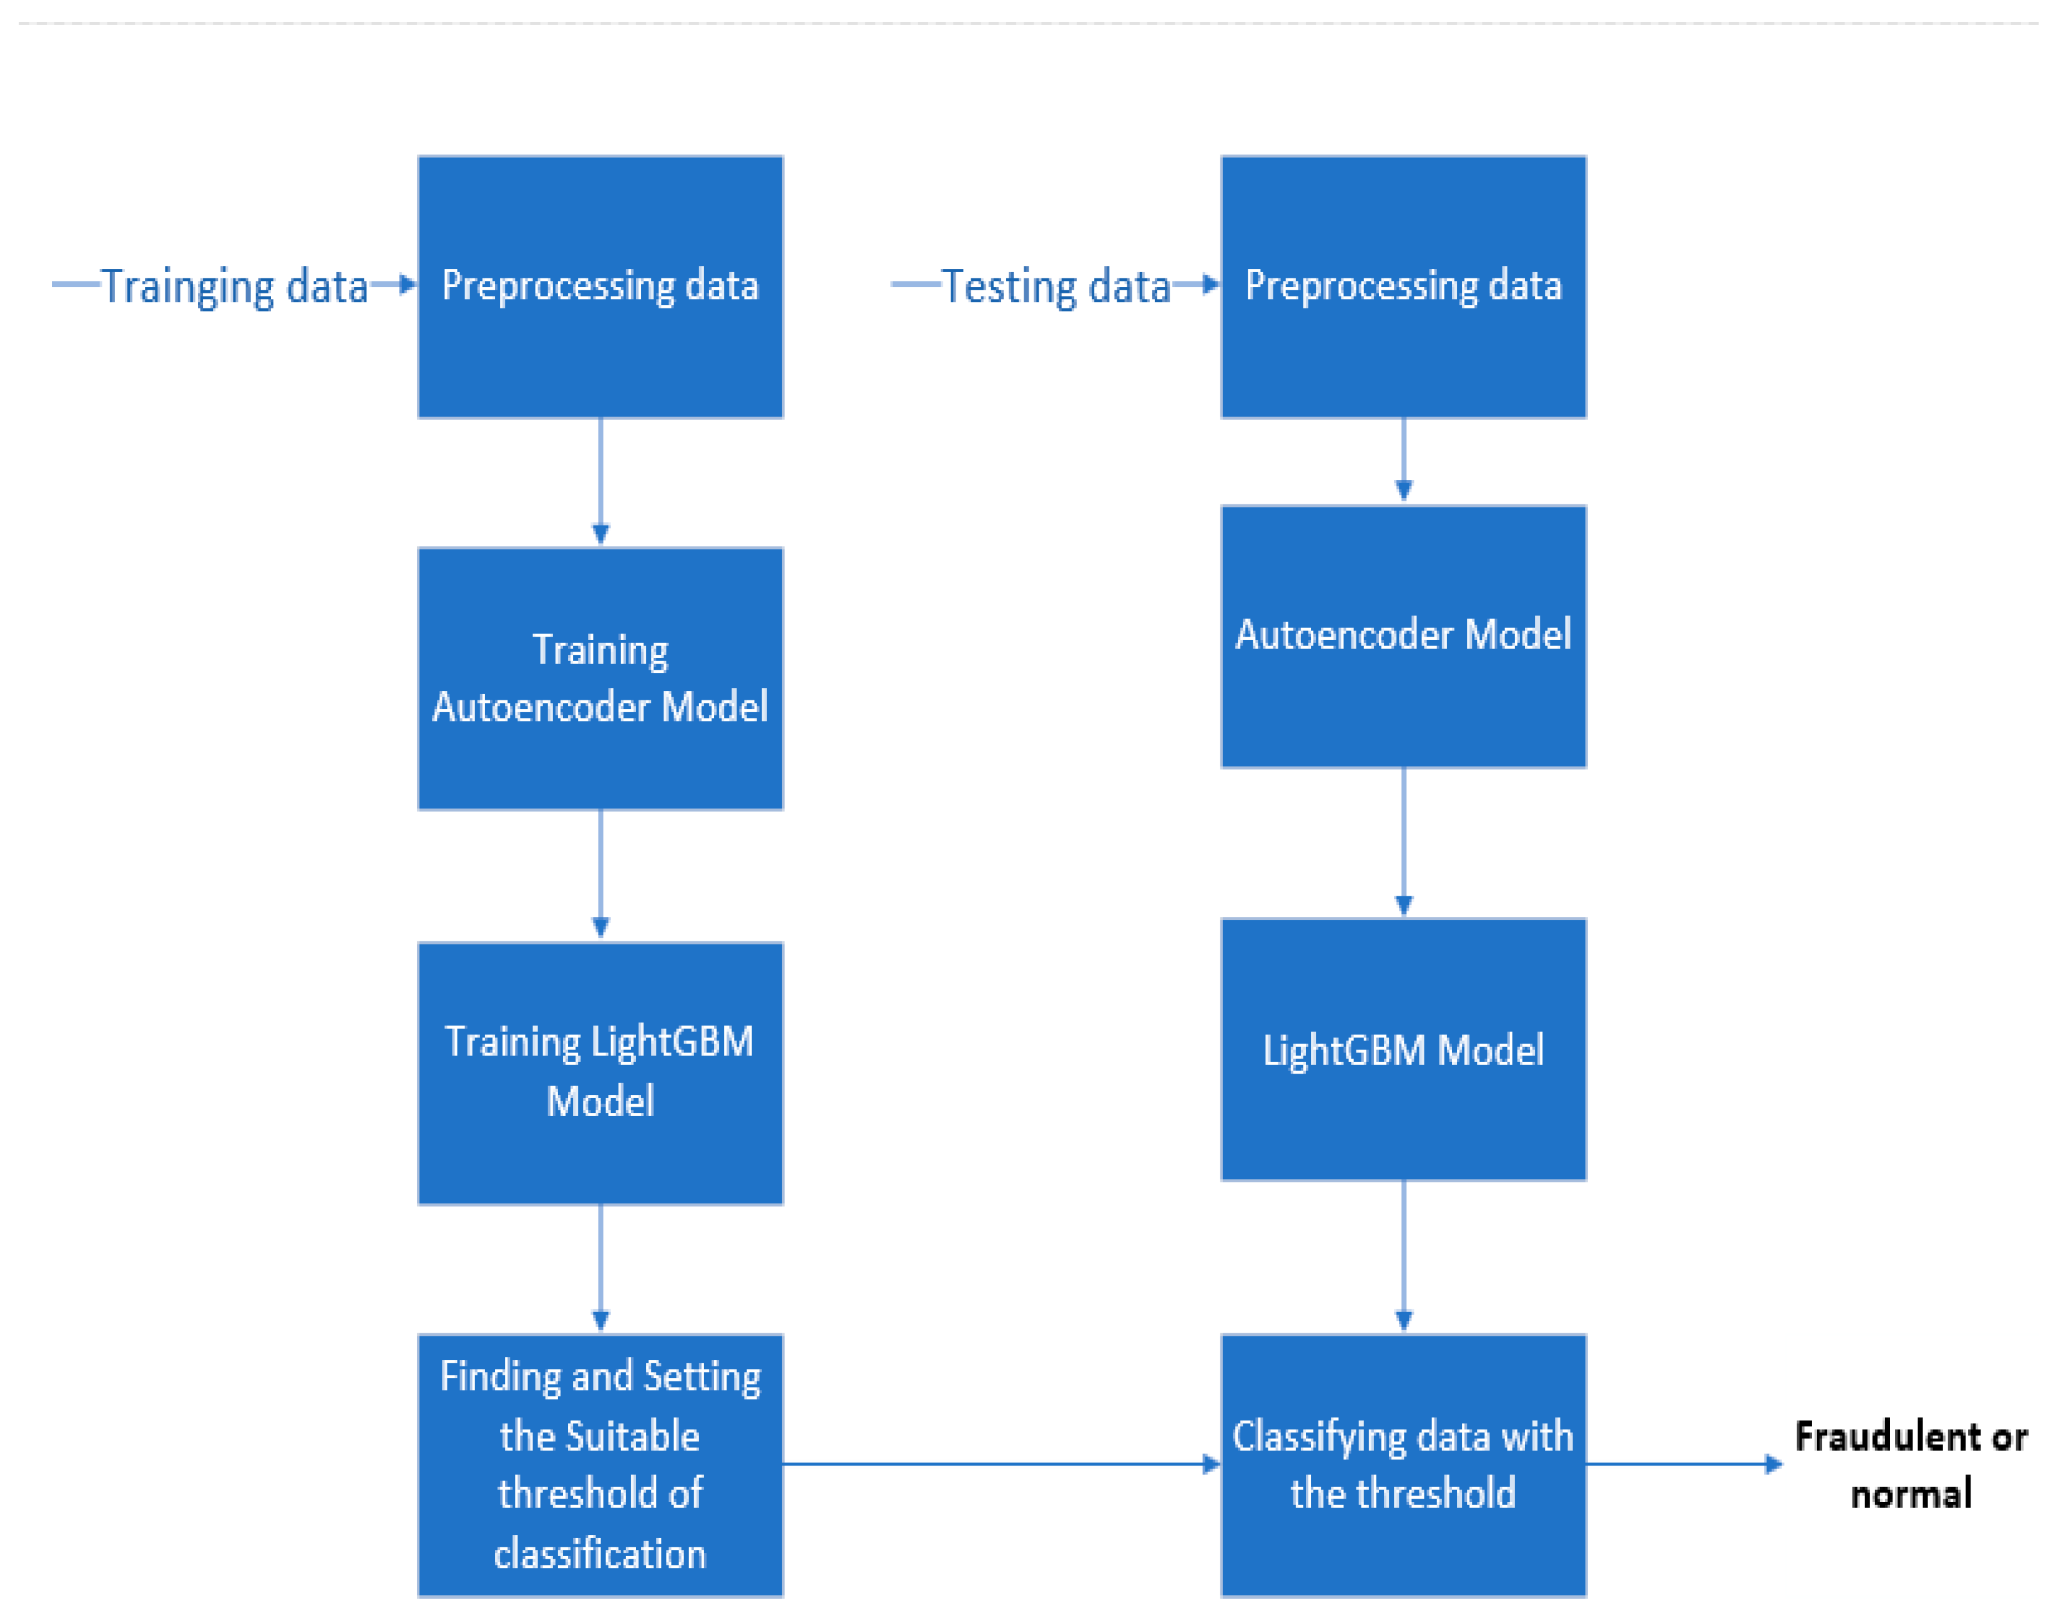 Trainging data
Preprocessing data
Training
Autoencoder Model
Training LightGBM
Model
Finding and Setting
the Suitable
threshold of
classification
Testing data
Preprocessing data
Autoencoder Model
LightGBM Model
Classifying data with
the threshold
Fraudulent or
normal